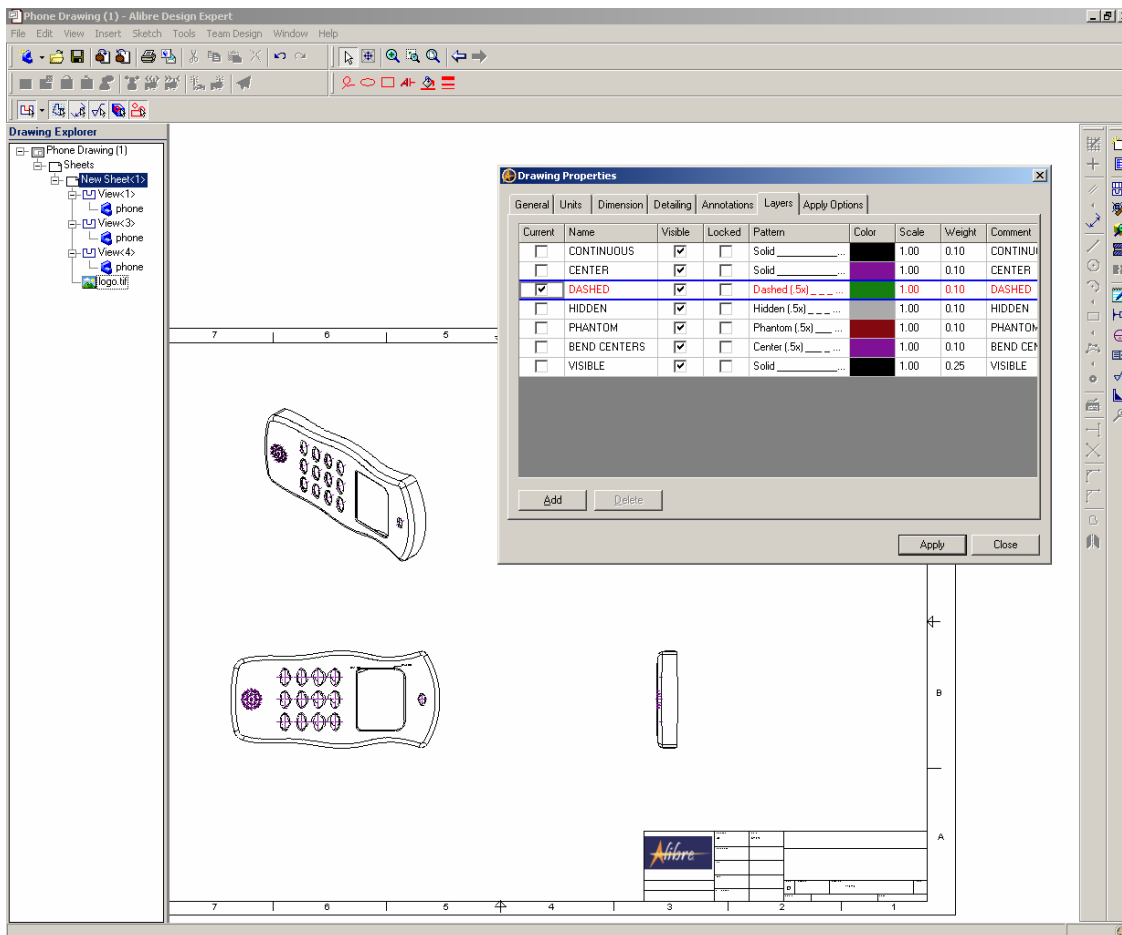 Phone Drawing (1) - Alibre Design Expert
File Edit View Insert Sketch Tools Team Design Window Help
Drawing Explorer
Phone Drawing (1)
Sheets
New Sheet<1>
View<1>
phone
View<3>
phone
View<4>
phone
logo.tif
Drawing Properties
General Units Dimension Detailing Annotations Layers Apply Options
Current Name Visible Locked Pattern Color Scale Weight Comment
CONTINUOUS Solid ... 1.00 0.10 CONTINU
CENTER Solid ... 1.00 0.10 CENTER
DASHED Dashed (.5x) ... 1.00 0.10 DASHED
HIDDEN Hidden (.5x) ... 1.00 0.10 HIDDEN
PHANTOM Phantom (.5x) ... 1.00 0.10 PHANTOM
BEND CENTERS Center (.5x) ... 1.00 0.10 BEND CEN
VISIBLE Solid ... 1.00 0.25 VISIBLE
Add Delete
Apply Close
7 6 5
B
A
Alibre
D
7 6 5 4 3 2 1